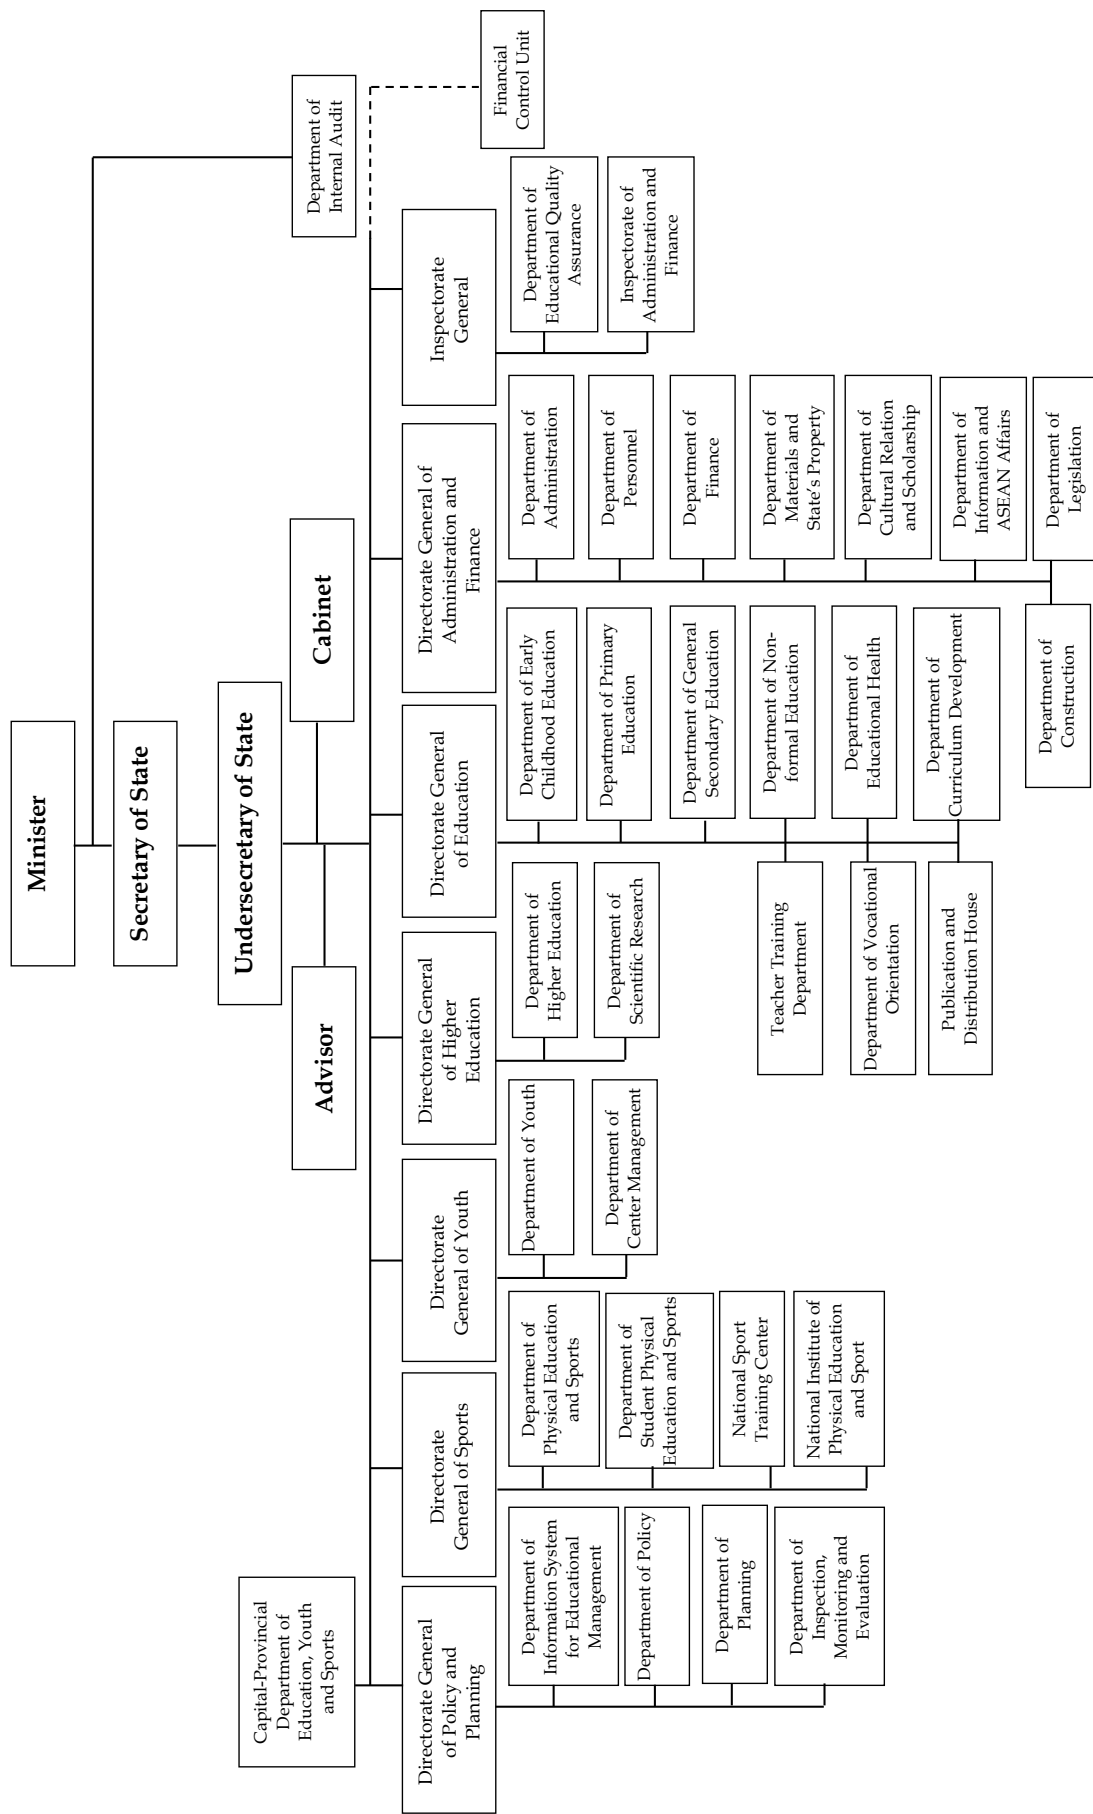 Minister
Secretary of State
Undersecretary of State
Advisor
Cabinet
Capital-Provincial
Department of
Education, Youth
and Sports
Department of
Internal Audit
Financial
Control Unit
Directorate General
of Policy and
Planning
Department of
Information System
for Educational
Management
Department of Policy
Department of
Planning
Department of
Inspection,
Monitoring and
Evaluation
Directorate
General of Sports
Department of
Physical Education
and Sports
Department of
Student Physical
Education and Sports
National Sport
Training Center
National Institute of
Physical Education
and Sport
Directorate
General of Youth
Department of Youth
Department of
Center Management
Directorate General
of Higher
Education
Department of
Higher Education
Department of
Scientific Research
Directorate General
of Education
Department of Early
Childhood Education
Department of Primary
Education
Department of General
Secondary Education
Department of Non-
formal Education
Department of
Educational Health
Department of
Curriculum Development
Teacher Training
Department
Department of Vocational
Orientation
Publication and
Distribution House
Directorate General of
Administration and
Finance
Department of
Administration
Department of
Personnel
Department of
Finance
Department of
Materials and
State’s Property
Department of
Cultural Relation
and Scholarship
Department of
Information and
ASEAN Affairs
Department of
Legislation
Department of
Construction
Inspectorate
General
Department of
Educational Quality
Assurance
Inspectorate of
Administration and
Finance